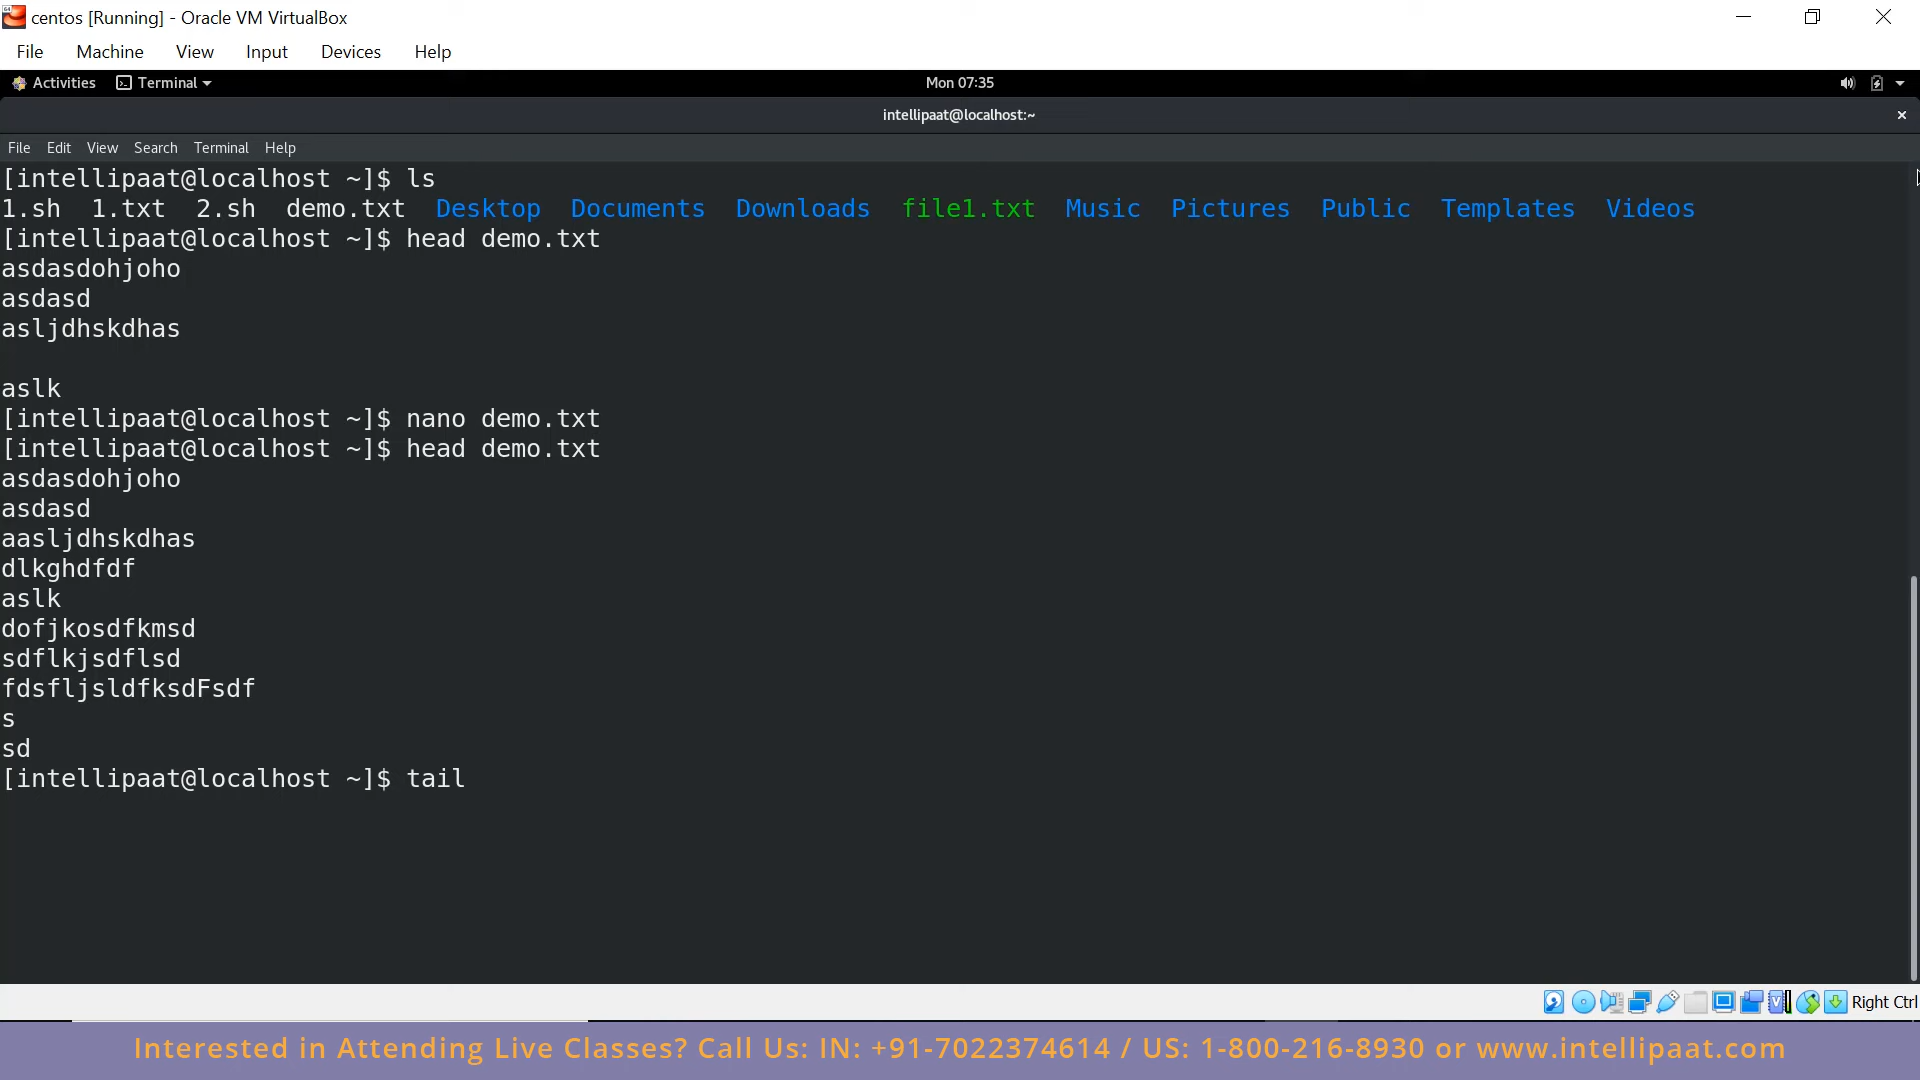 centos [Running] - Oracle VM VirtualBox
File Machine View Input Devices Help
Activities Terminal Mon 07:35
intellipaat@localhost:~
File Edit View Search Terminal Help
[intellipaat@localhost ~]$ ls
1.sh 1.txt 2.sh demo.txt Desktop Documents Downloads file1.txt Music Pictures Public Templates Videos
[intellipaat@localhost ~]$ head demo.txt
asdasdohjoho
asdasd
asljdhskdhas
aslk
[intellipaat@localhost ~]$ nano demo.txt
[intellipaat@localhost ~]$ head demo.txt
asdasdohjoho
asdasd
aasljdhskdhas
dlkghdfdf
aslk
dofjkosdfkmsd
sdflkjsdflsd
fdsfljsldfksdFsdf
s
sd
[intellipaat@localhost ~]$ tail
Right Ctrl
Interested in Attending Live Classes? Call Us: IN: +91-7022374614 / US: 1-800-216-8930 or www.intellipaat.com